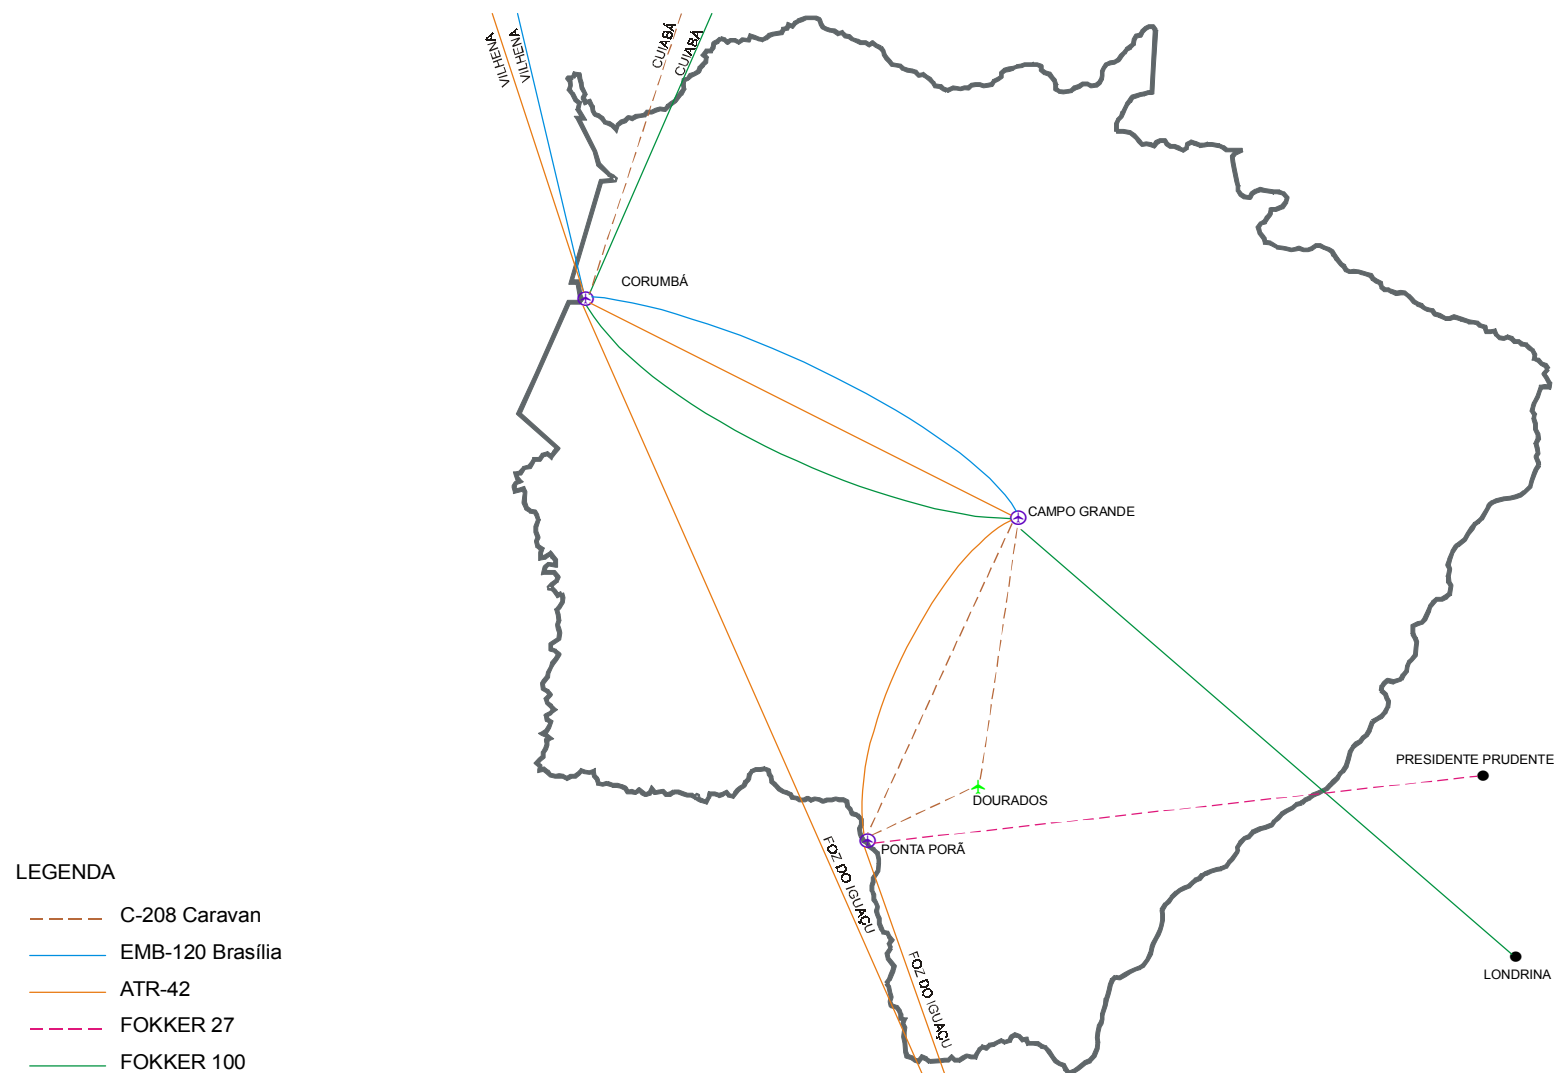 VILHENA
VILHENA
CUIABÁ
CUIABÁ
CORUMBÁ
CAMPO GRANDE
PRESIDENTE PRUDENTE
DOURADOS
PONTA PORÃ
FOZ DO IGUAÇU
FOZ DO IGUAÇU
LONDRINA
LEGENDA
C-208 Caravan
EMB-120 Brasília
ATR-42
FOKKER 27
FOKKER 100